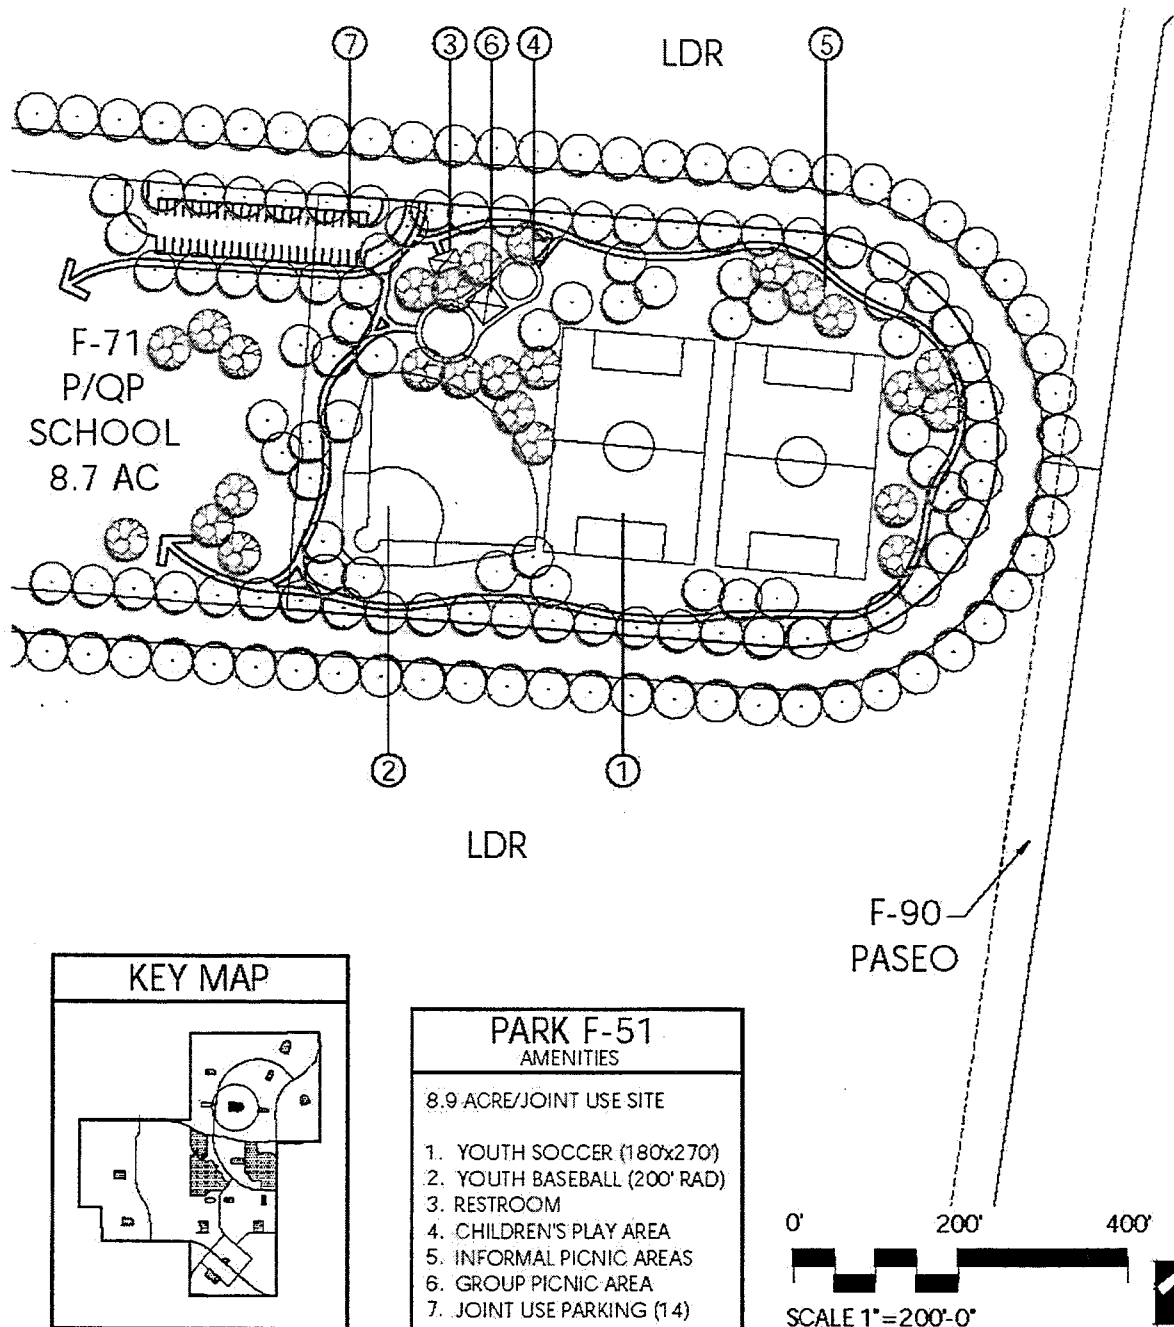 7
3
6
4
LDR
5
F-71
P/QP
SCHOOL
8.7 AC
2
1
LDR
F-90
PASEO
KEY MAP
PARK F-51
AMENITIES
8.9 ACRE/JOINT USE SITE
1. YOUTH SOCCER (180'x270')
2. YOUTH BASEBALL (200' RAD)
3. RESTROOM
4. CHILDREN'S PLAY AREA
5. INFORMAL PICNIC AREAS
6. GROUP PICNIC AREA
7. JOINT USE PARKING (14)
0' 200' 400'
SCALE 1"=200'-0"